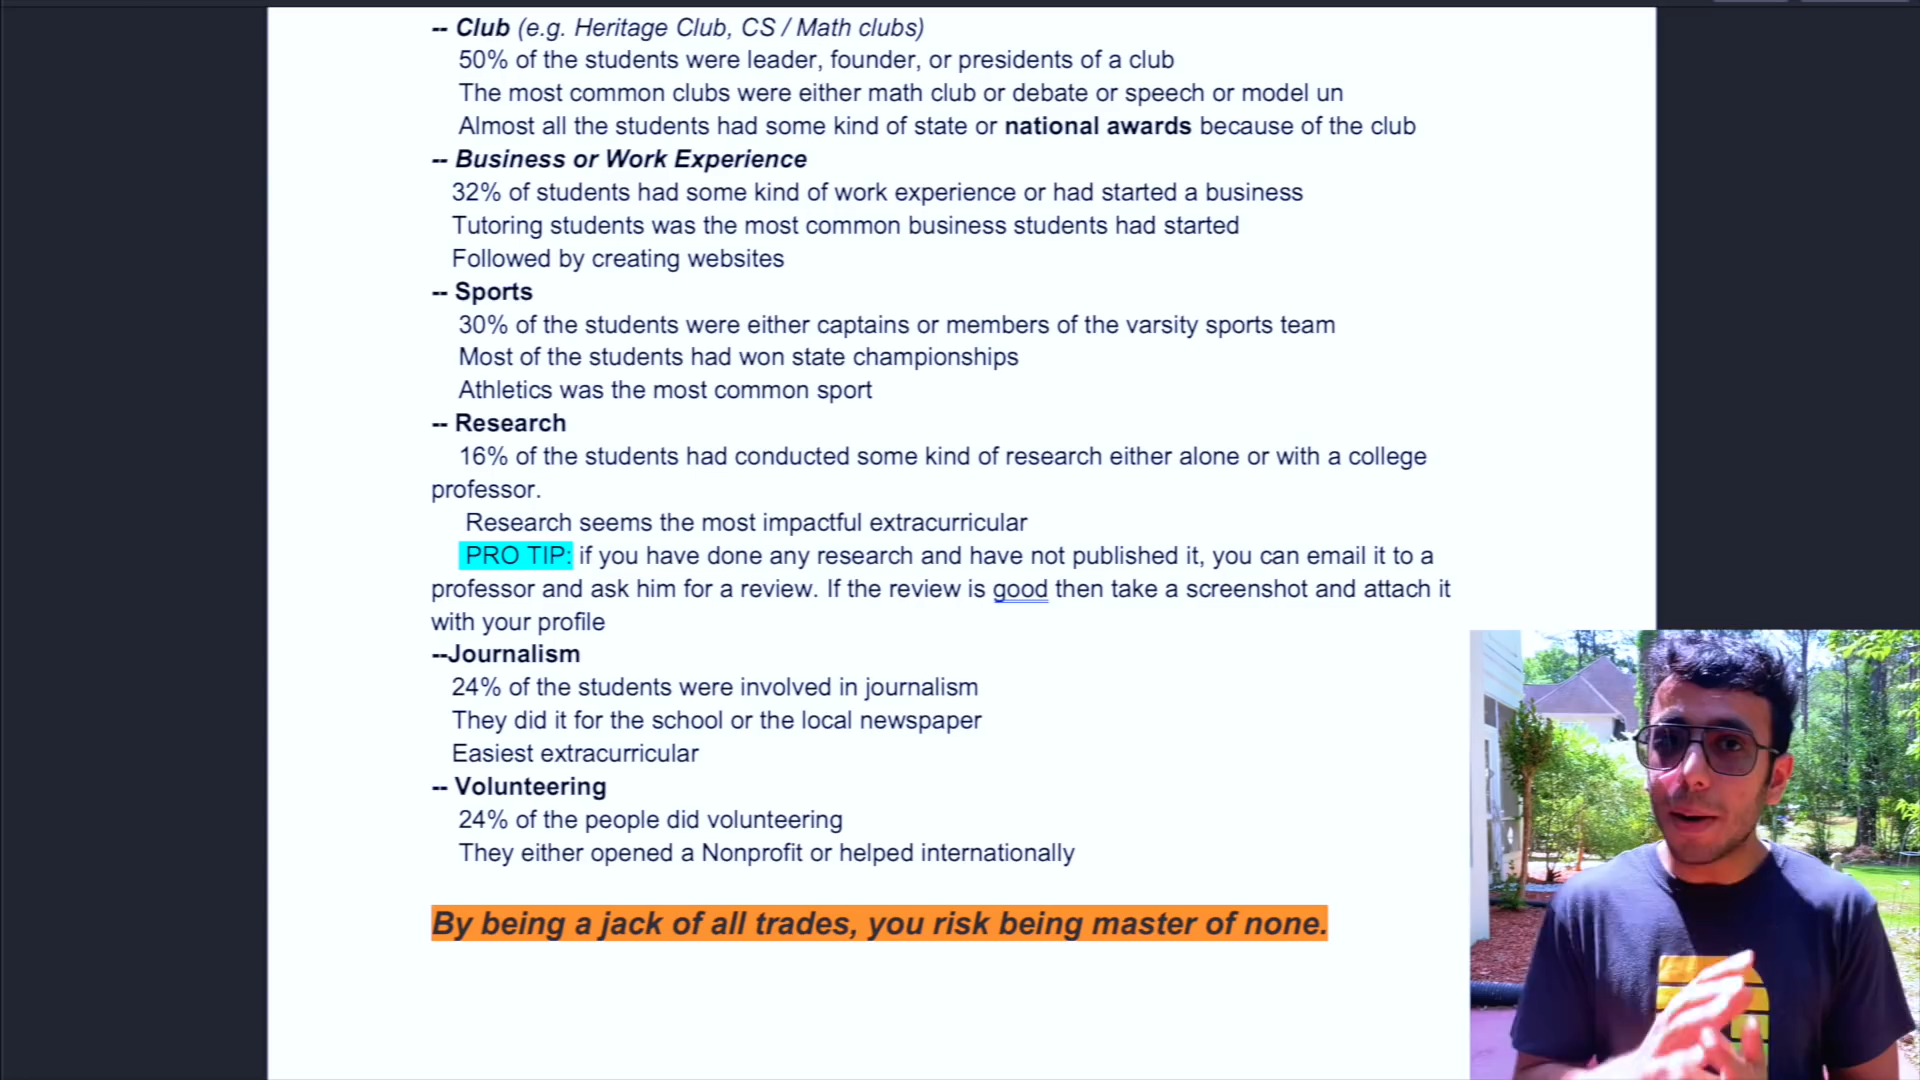 -- Club (e.g. Heritage Club, CS / Math clubs)
50% of the students were leader, founder, or presidents of a club
The most common clubs were either math club or debate or speech or model un
Almost all the students had some kind of state or national awards because of the club
-- Business or Work Experience
32% of students had some kind of work experience or had started a business
Tutoring students was the most common business students had started
Followed by creating websites
-- Sports
30% of the students were either captains or members of the varsity sports team
Most of the students had won state championships
Athletics was the most common sport
-- Research
16% of the students had conducted some kind of research either alone or with a college
professor.
Research seems the most impactful extracurricular
PRO TIP: if you have done any research and have not published it, you can email it to a
professor and ask him for a review. If the review is good then take a screenshot and attach it
with your profile
--Journalism
24% of the students were involved in journalism
They did it for the school or the local newspaper
Easiest extracurricular
-- Volunteering
24% of the people did volunteering
They either opened a Nonprofit or helped internationally
By being a jack of all trades, you risk being master of none.